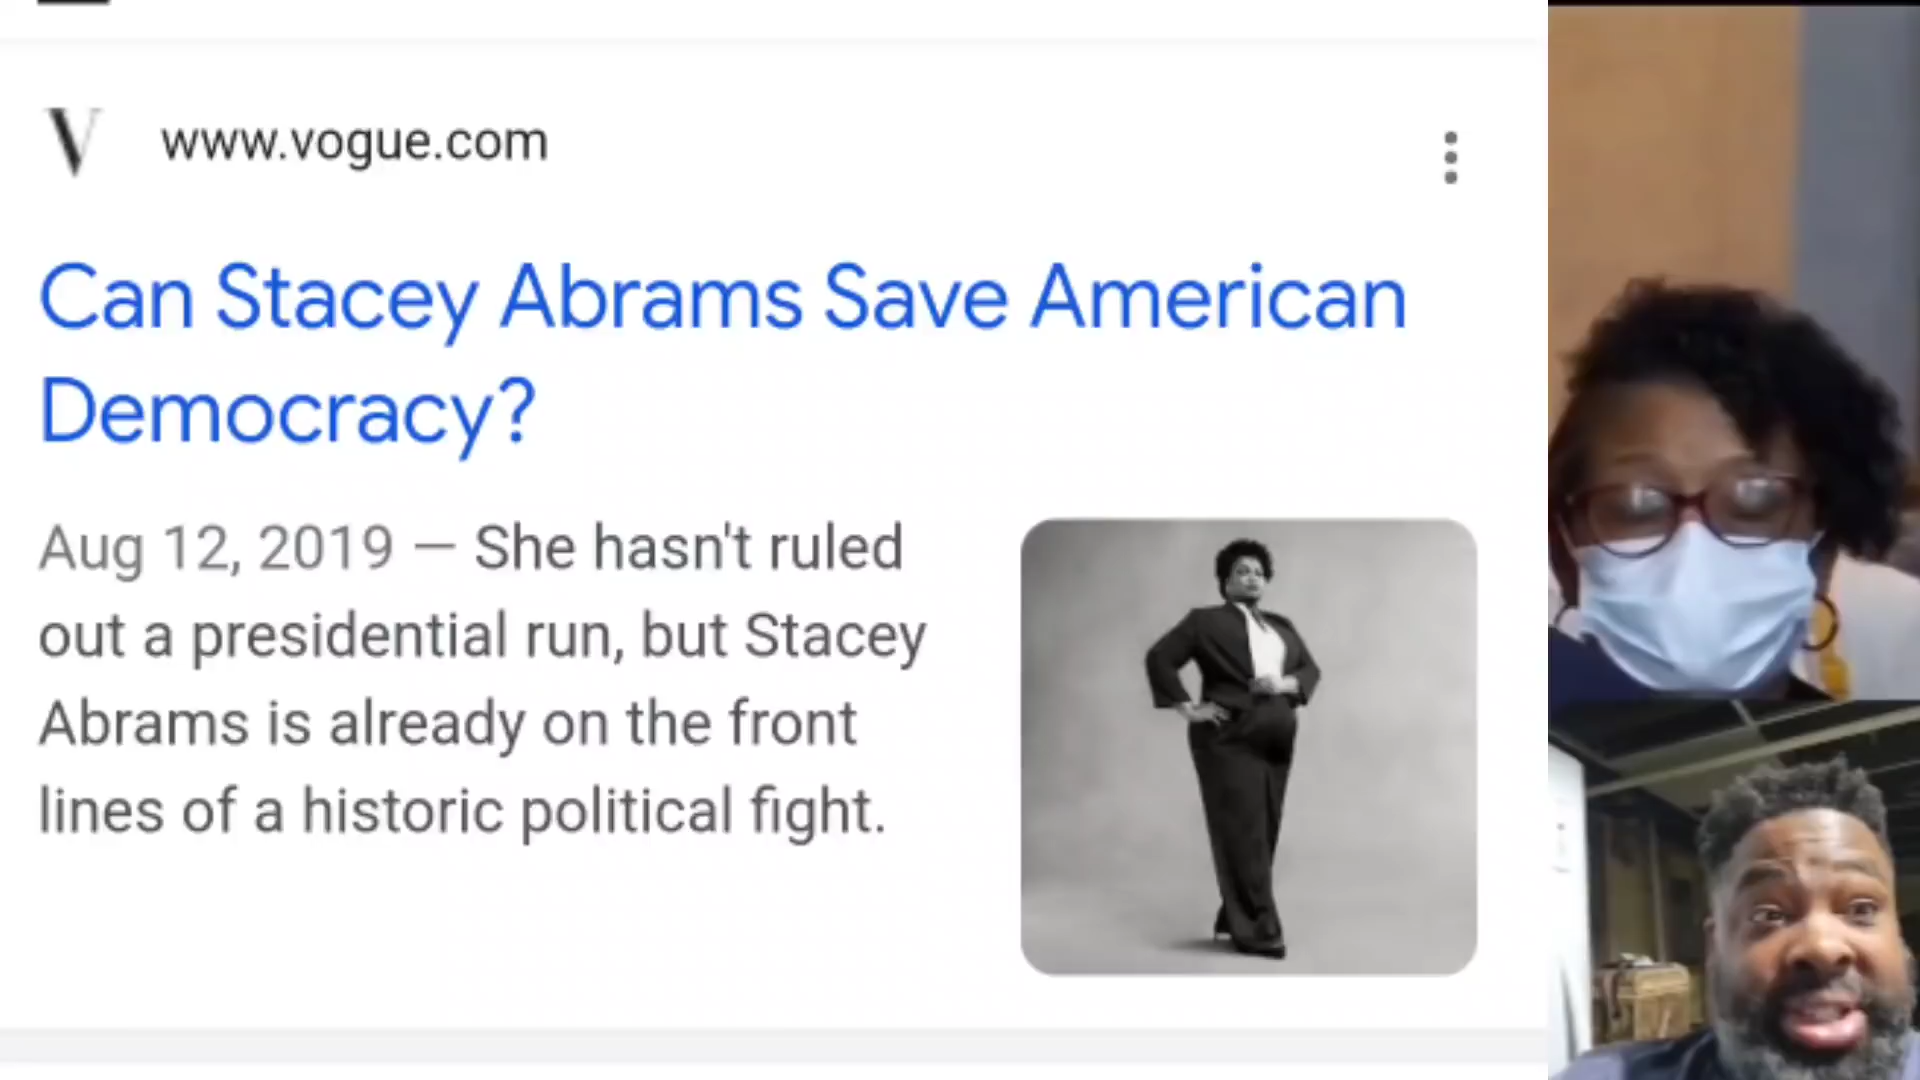 V www.vogue.com
Can Stacey Abrams Save American
Democracy?
Aug 12, 2019 — She hasn't ruled
out a presidential run, but Stacey
Abrams is already on the front
lines of a historic political fight.